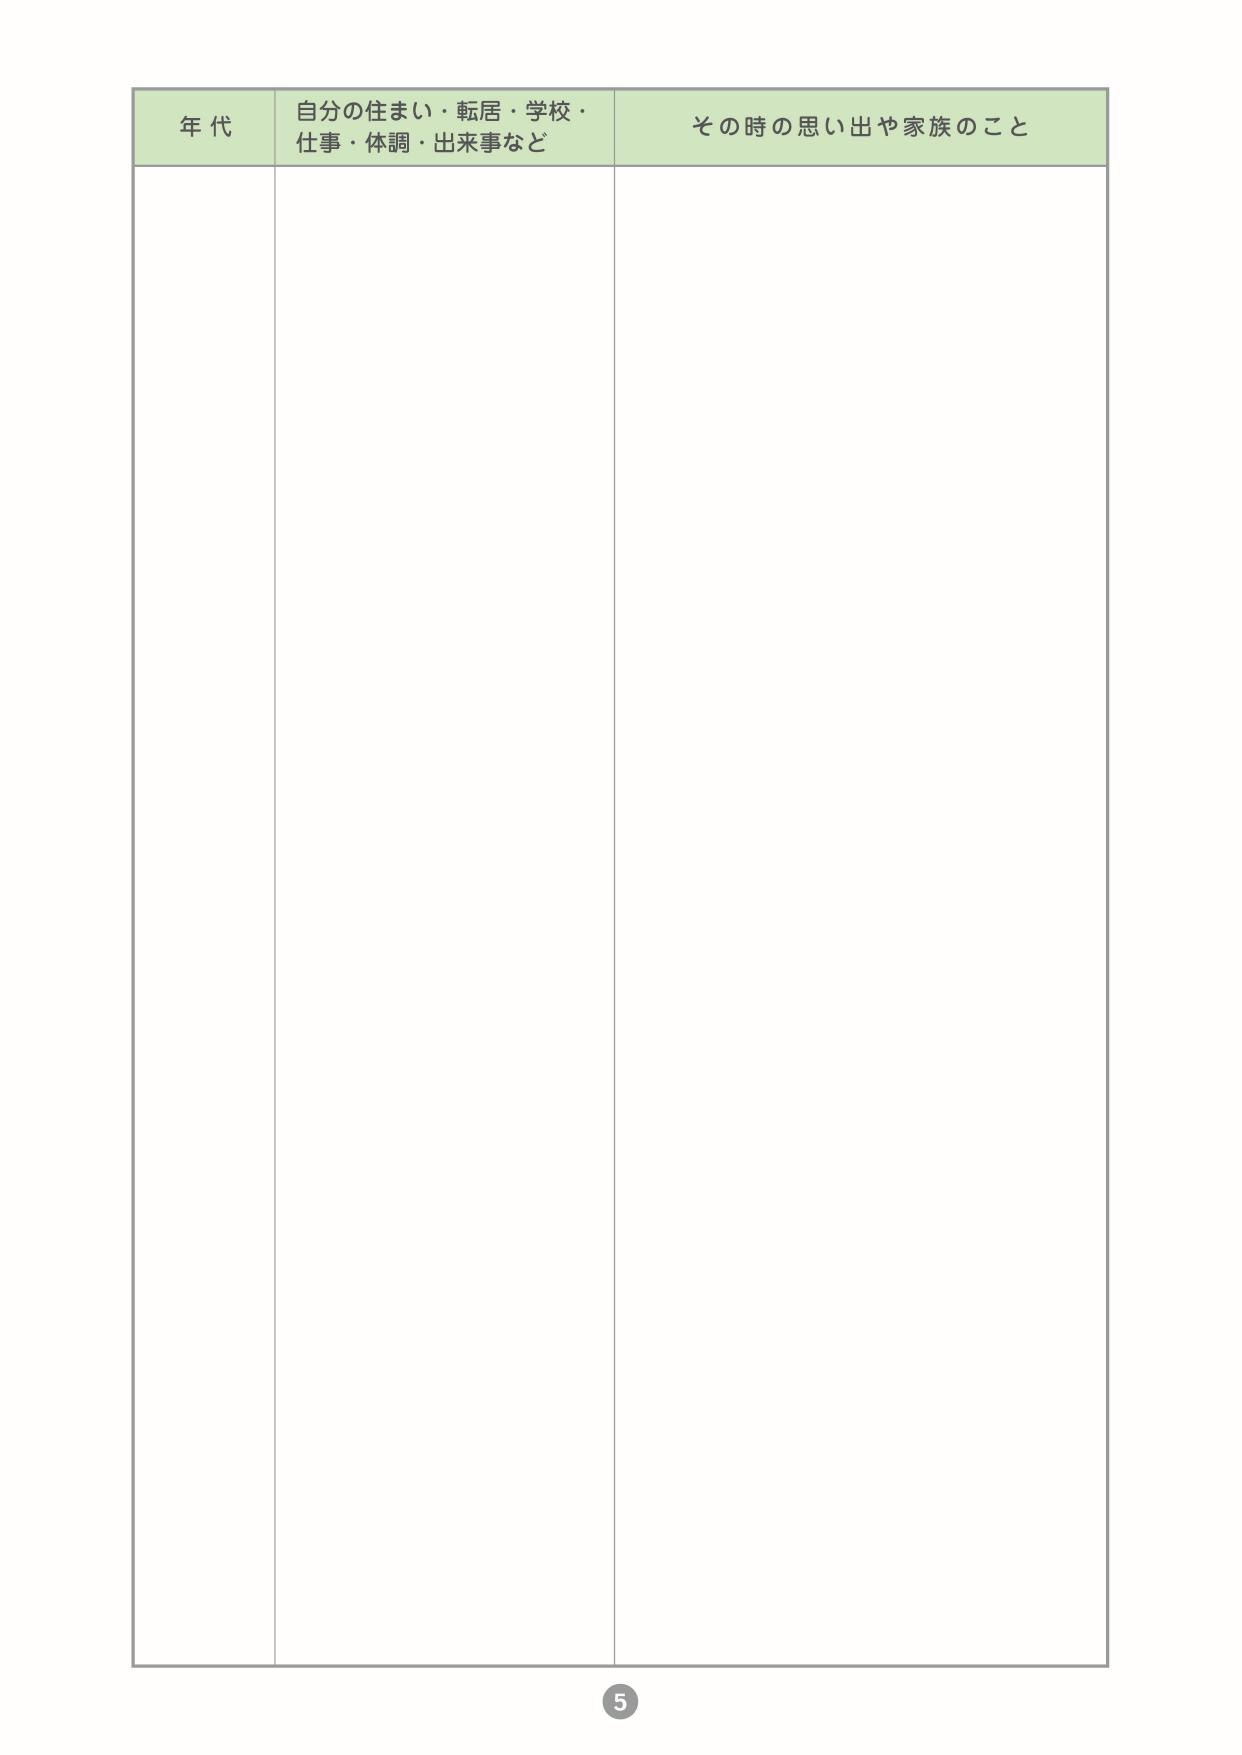 年代
自分の住まい・転居・学校・
仕事・体調・出来事など
その時の思い出や家族のこと
5